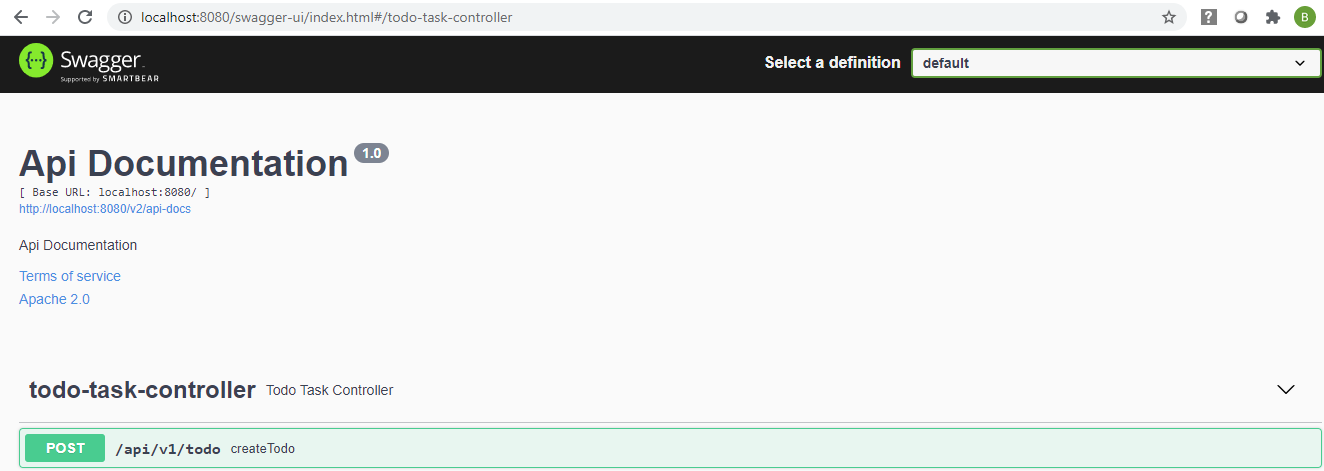 localhost:8080/swagger-ui/index.html#/todo-task-controller
B
{...} Swagger
Supported by SMARTBEAR
Select a definition
default
Api Documentation 1.0
[ Base URL: localhost:8080/ ]
http://localhost:8080/v2/api-docs
Api Documentation
Terms of service
Apache 2.0
todo-task-controller Todo Task Controller
POST /api/v1/todo createTodo